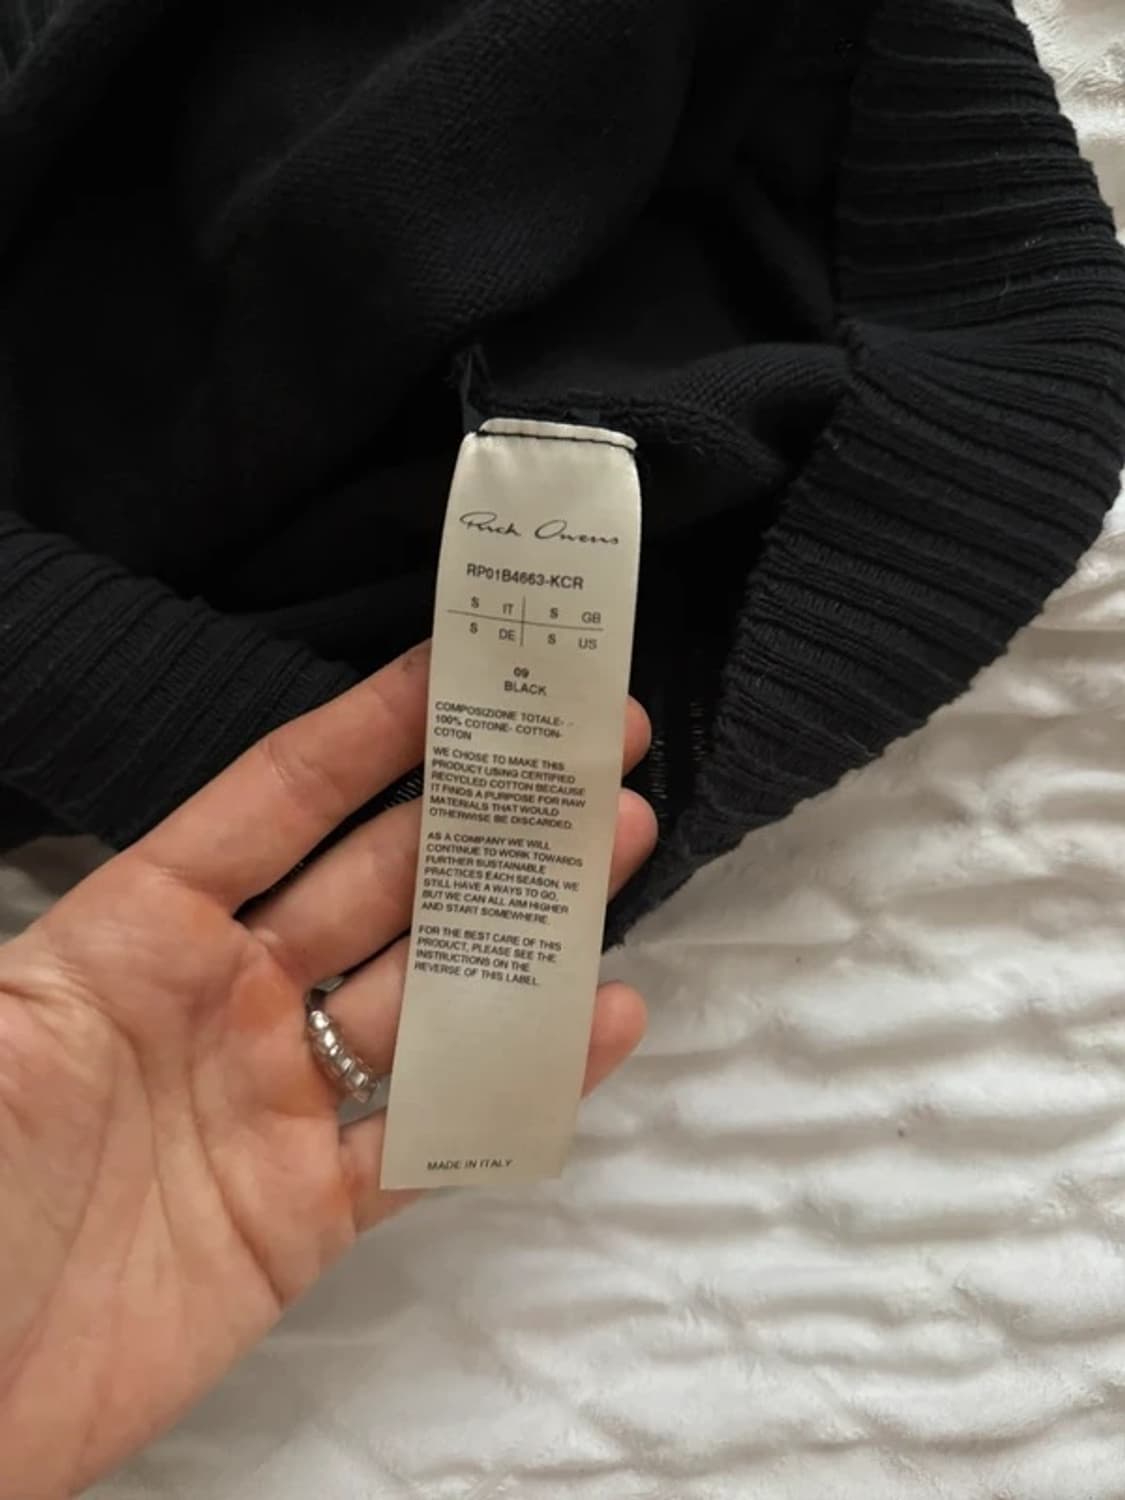 Rick Owens
RP01B4663-KCR
S IT S GB
S DE S US
09
BLACK
COMPOSIZIONE TOTALE- -
100% COTONE- COTTON-
COTON
WE CHOSE TO MAKE THIS
PRODUCT USING CERTIFIED
RECYCLED COTTON BECAUSE
IT FINDS A PURPOSE FOR RAW
MATERIALS THAT WOULD
OTHERWISE BE DISCARDED.
AS A COMPANY WE WILL
CONTINUE TO WORK TOWARDS
FURTHER SUSTAINABLE
PRACTICES EACH SEASON. WE
STILL HAVE A WAYS TO GO,
BUT WE CAN ALL AIM HIGHER
AND START SOMEWHERE.
FOR THE BEST CARE OF THIS
PRODUCT, PLEASE SEE THE
INSTRUCTIONS ON THE
REVERSE OF THIS LABEL.
MADE IN ITALY